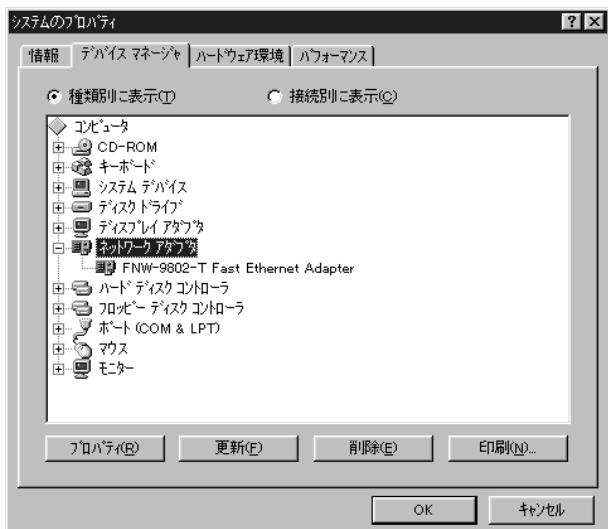 システムのプロパティ
情報 デバイス マネージャ ハードウェア環境 パフォーマンス
種類別に表示(T) 接続別に表示(C)
コンピュータ
CD-ROM
キーボード
システム デバイス
ディスク ドライブ
ディスプレイ アダプタ
ネットワーク アダプタ
FNW-9802-T Fast Ethernet Adapter
ハード ディスク コントローラ
フロッピー ディスク コントローラ
ポート (COM & LPT)
マウス
モニター
プロパティ(R) 更新(F) 削除(E) 印刷(N)...
OK キャンセル